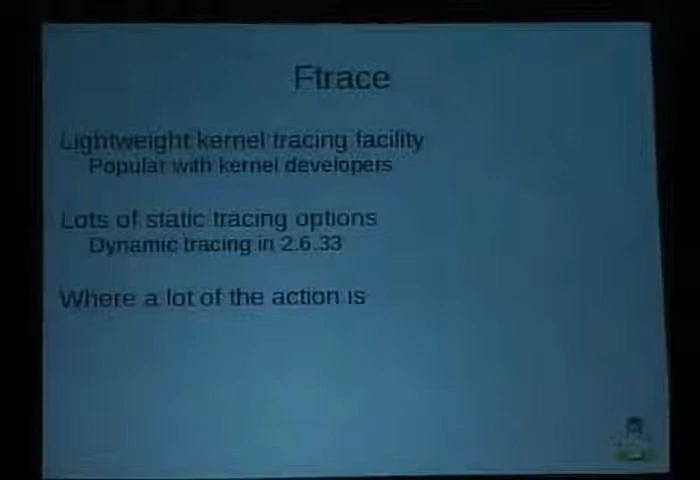 Ftrace
Lightweight kernel tracing facility
Popular with kernel developers
Lots of static tracing options
Dynamic tracing in 2.6.33
Where a lot of the action is